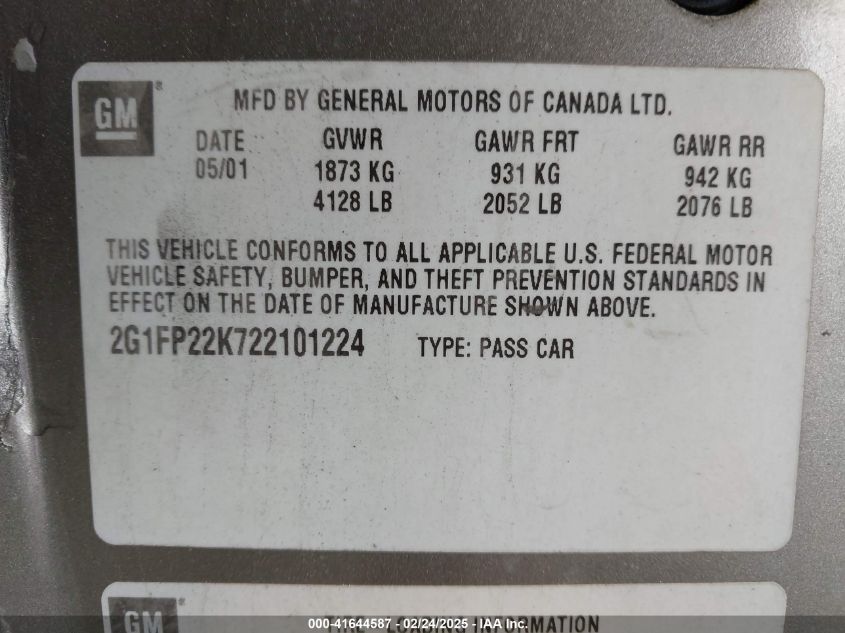 GM®
MFD BY GENERAL MOTORS OF CANADA LTD.
DATE GVWR GAWR FRT GAWR RR
05/01 1873 KG 931 KG 942 KG
4128 LB 2052 LB 2076 LB
THIS VEHICLE CONFORMS TO ALL APPLICABLE U.S. FEDERAL MOTOR
VEHICLE SAFETY, BUMPER, AND THEFT PREVENTION STANDARDS IN
EFFECT ON THE DATE OF MANUFACTURE SHOWN ABOVE.
2G1FP22K722101224 TYPE: PASS CAR
GM®
TIRE - LOADING INFORMATION
000-41644587 - 02/24/2025 - IAA Inc.